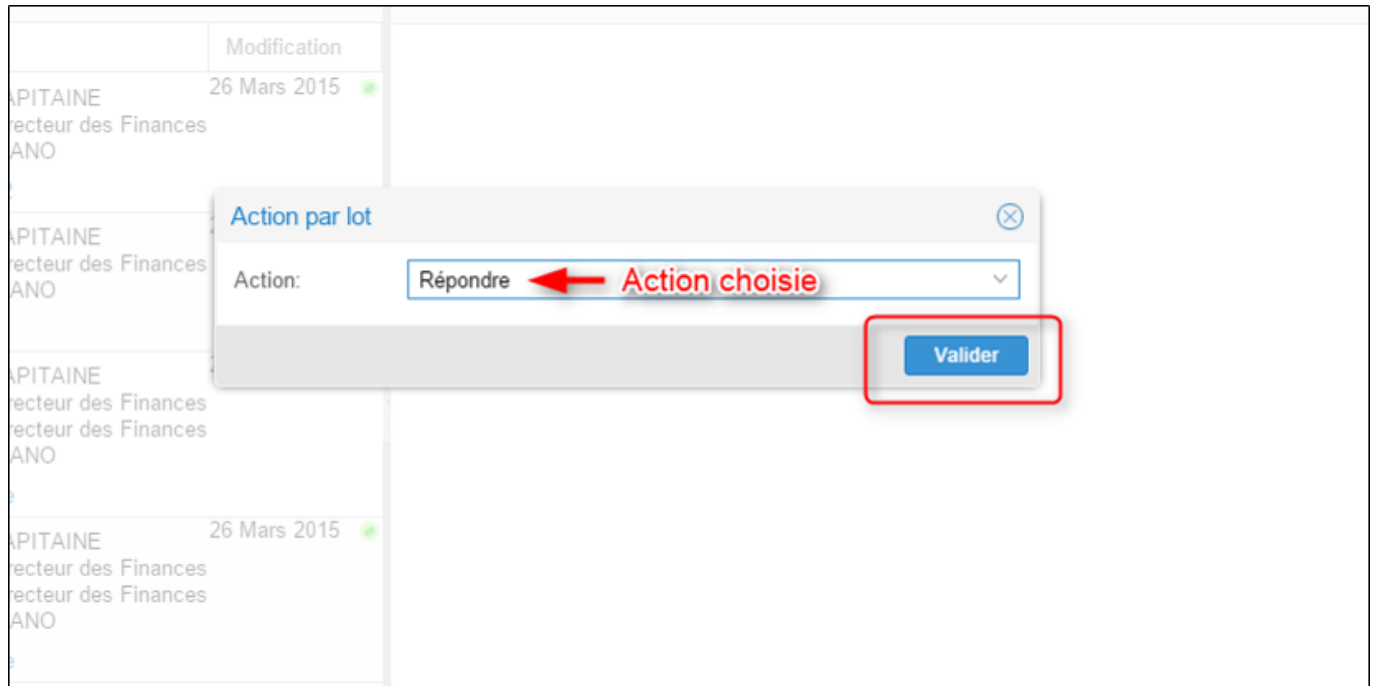 Modification
26 Mars 2015
APITAINE
recteur des Finances
ANO
Action par lot
APITAINE
recteur des Finances
ANO
Action:
Répondre
Action choisie
Valider
APITAINE
recteur des Finances
recteur des Finances
ANO
26 Mars 2015
APITAINE
recteur des Finances
recteur des Finances
ANO